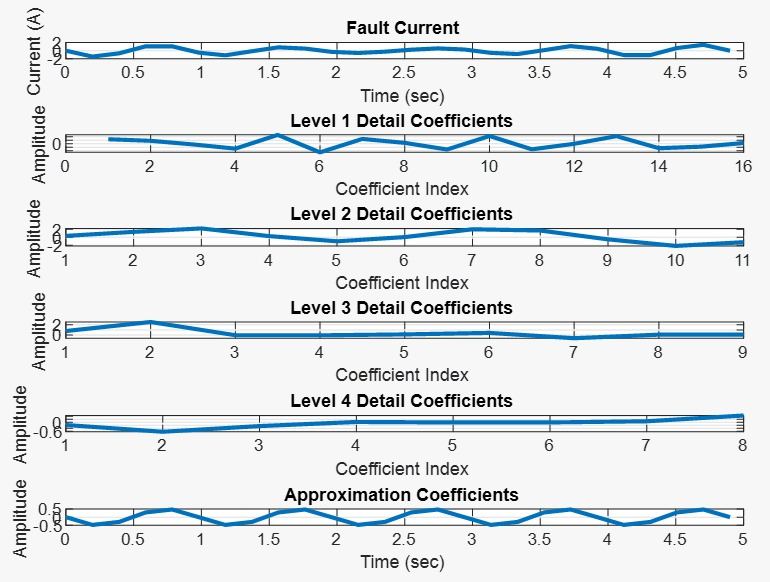 Fault Current
Current (A)
2
0
-2
0 0.5 1 1.5 2 2.5 3 3.5 4 4.5 5
Time (sec)
Level 1 Detail Coefficients
Amplitude
0
0 2 4 6 8 10 12 14 16
Coefficient Index
Level 2 Detail Coefficients
Amplitude
2
0
-2
1 2 3 4 5 6 7 8 9 10 11
Coefficient Index
Level 3 Detail Coefficients
Amplitude
2
0
1 2 3 4 5 6 7 8 9
Coefficient Index
Level 4 Detail Coefficients
Amplitude
0
-0.6
1 2 3 4 5 6 7 8
Coefficient Index
Approximation Coefficients
Amplitude
0.5
0
-0.5
0 0.5 1 1.5 2 2.5 3 3.5 4 4.5 5
Time (sec)